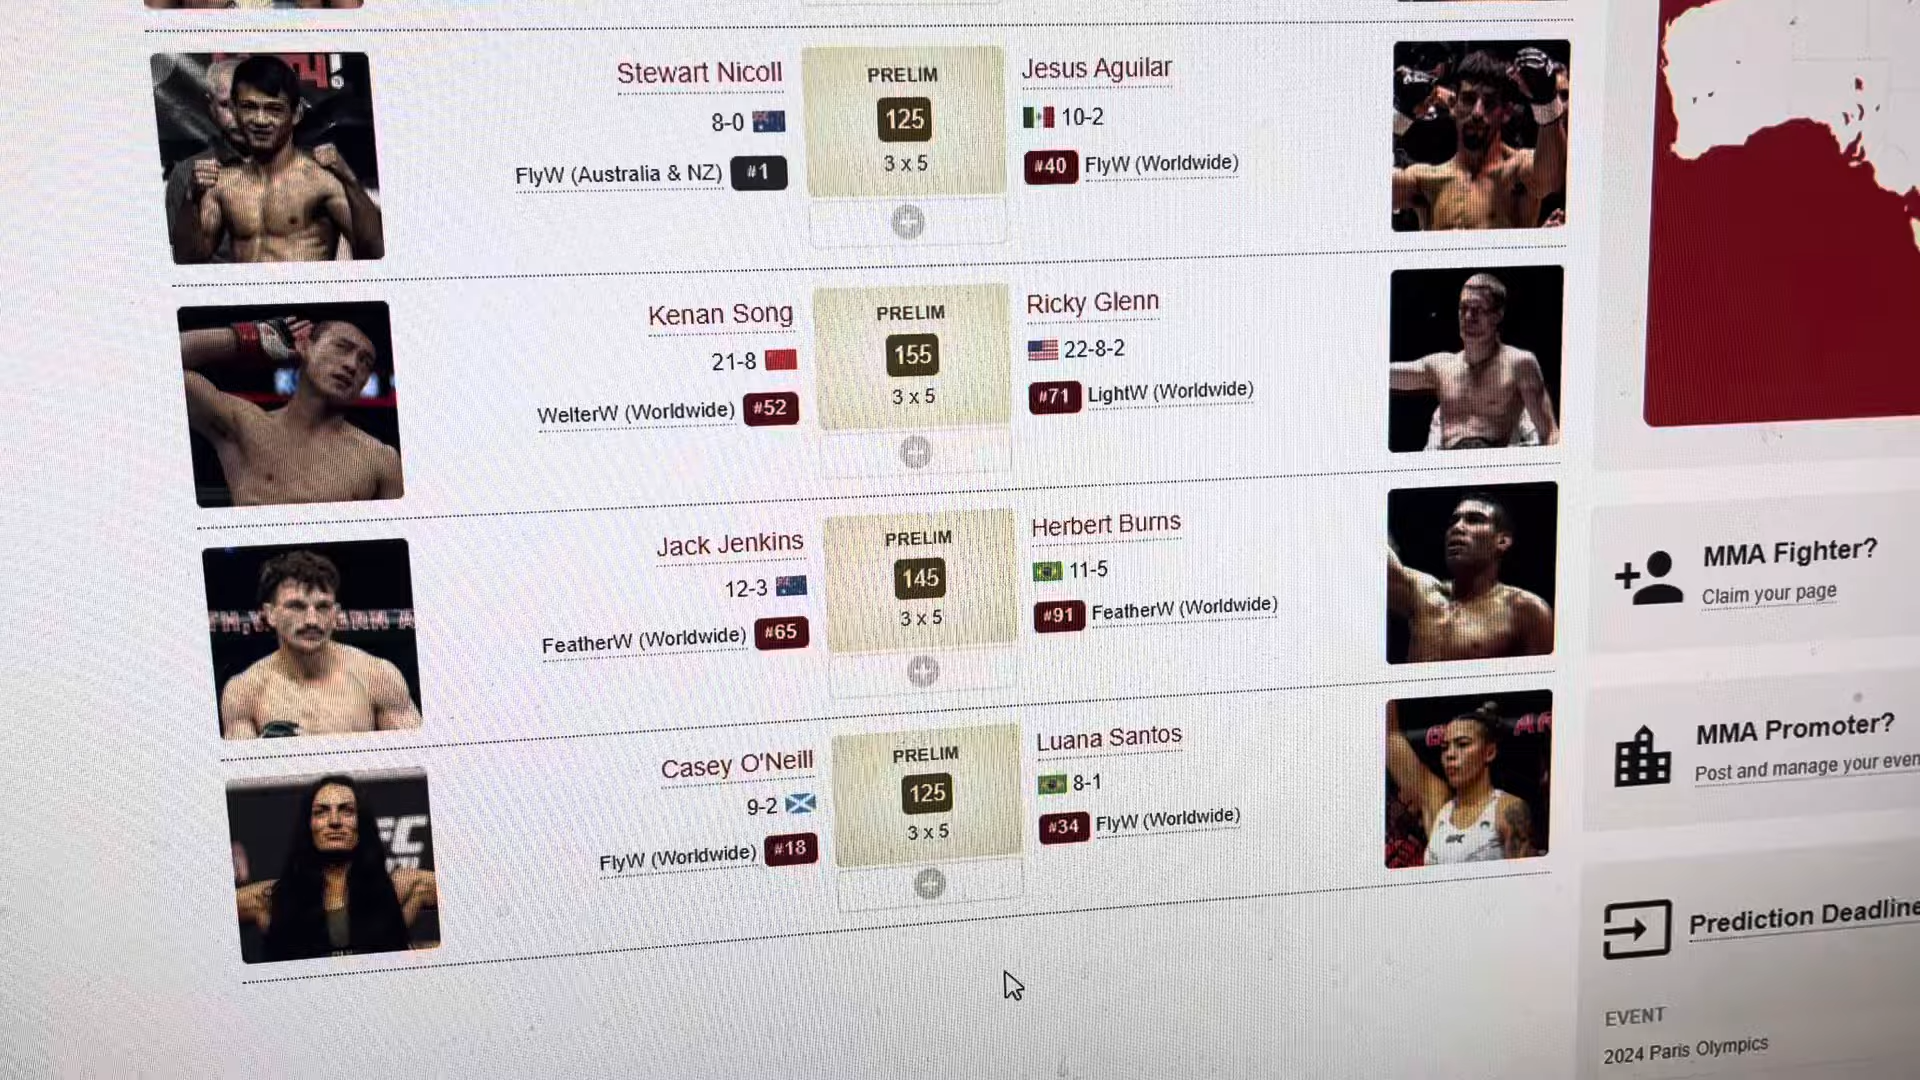 Stewart Nicoll
8-0
FlyW (Australia & NZ) #1
PRELIM
125
3 x 5
Jesus Aguilar
10-2
#40 FlyW (Worldwide)
Kenan Song
21-8
WelterW (Worldwide) #52
PRELIM
155
3 x 5
Ricky Glenn
22-8-2
#71 LightW (Worldwide)
Jack Jenkins
12-3
FeatherW (Worldwide) #65
PRELIM
145
3 x 5
Herbert Burns
11-5
#91 FeatherW (Worldwide)
Casey O'Neill
9-2
FlyW (Worldwide) #18
PRELIM
125
3 x 5
Luana Santos
8-1
#34 FlyW (Worldwide)
MMA Fighter?
Claim your page
MMA Promoter?
Post and manage your even
Prediction Deadline
EVENT
2024 Paris Olympics